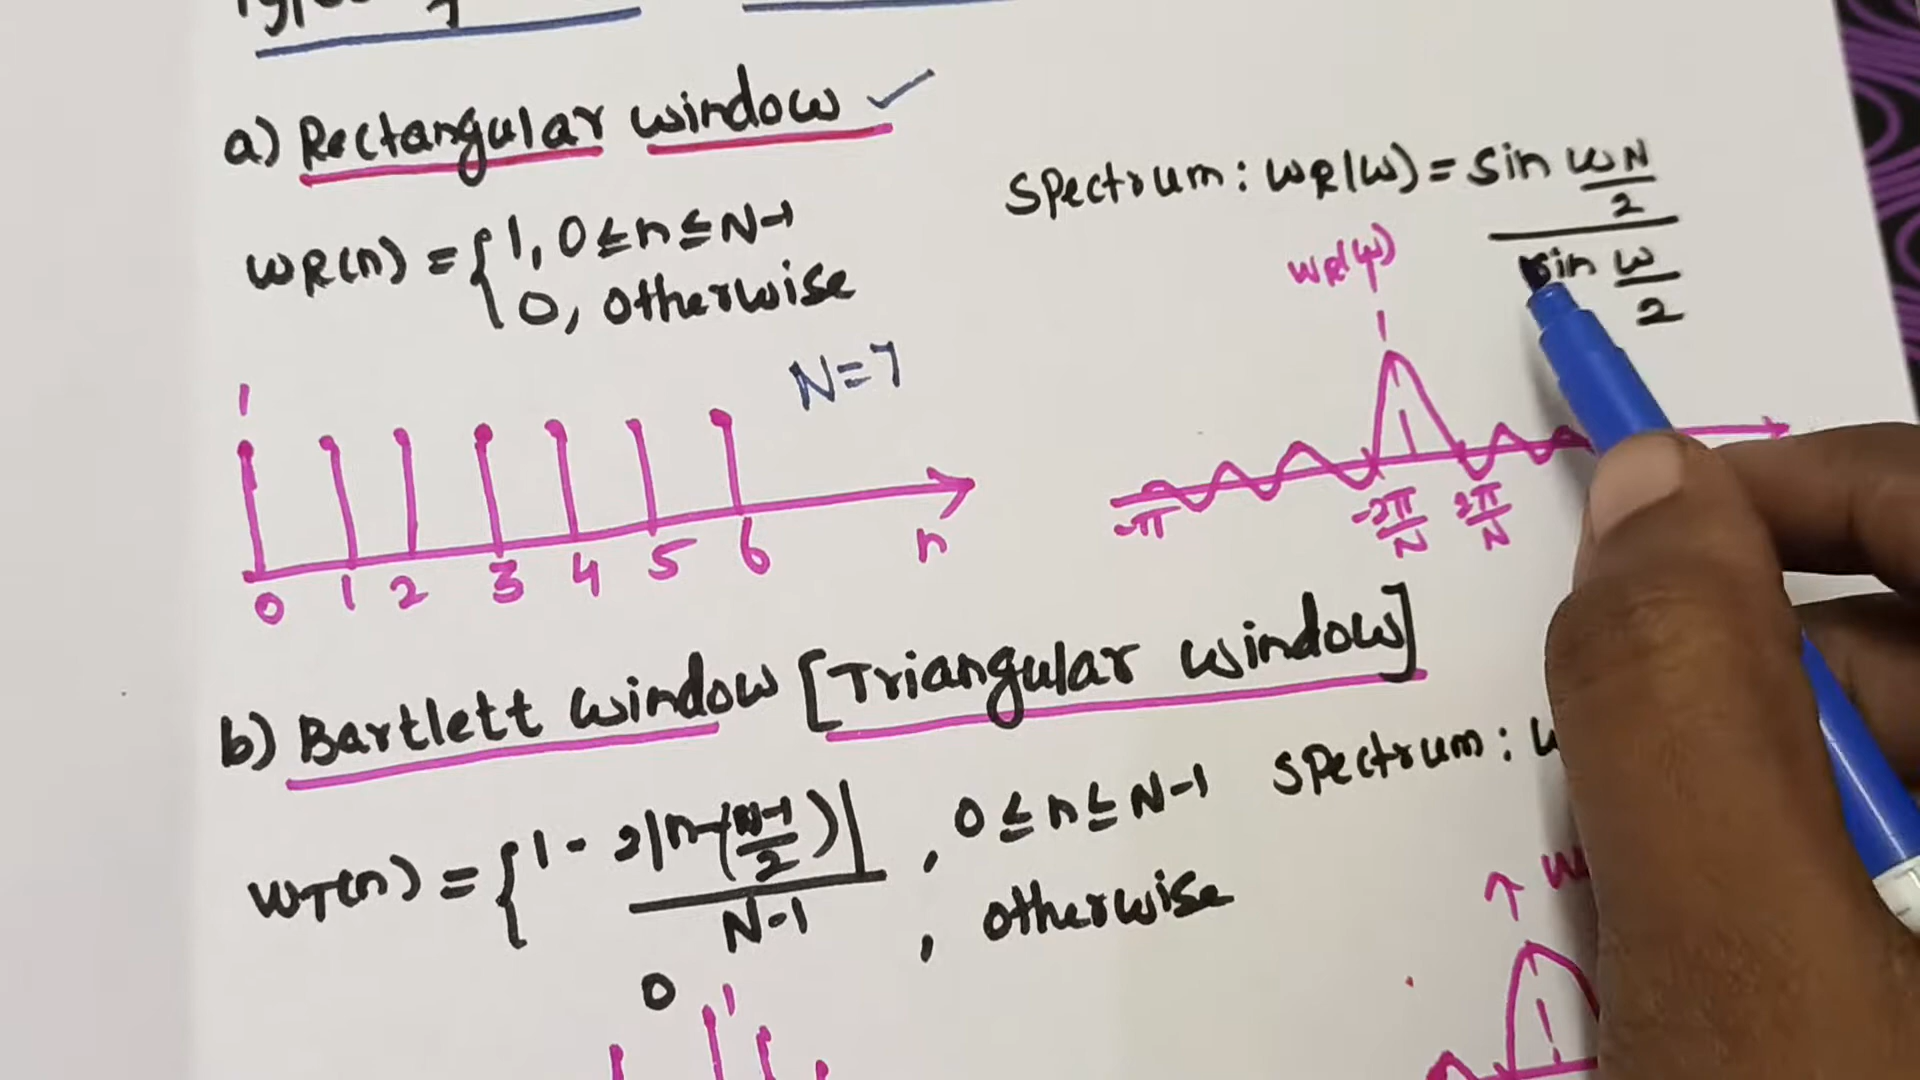 a) Rectangular window ✓
Spectrum: WR(ω) = sin ωN/2
sin ω/2
WR(n) = { 1, 0 ≤ n ≤ N-1
0, otherwise
WR(ω)
N=7
1
1
0 1 2 3 4 5 6 n
-π -2π/N 2π/N
b) Bartlett window [Triangular window]
Spectrum: W
WT(n) = { 1 - 2|n-(N-1/2)| / N-1 , 0 ≤ n ≤ N-1
0 , otherwise
↑ W
1